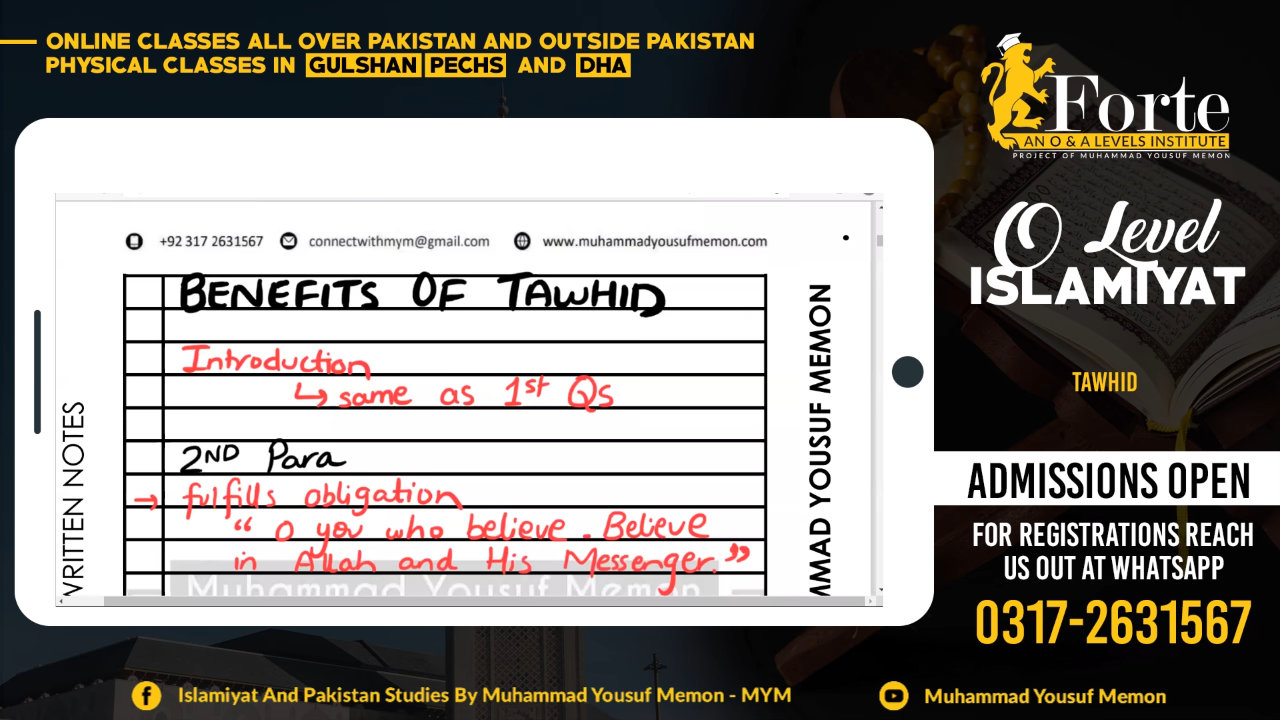 ONLINE CLASSES ALL OVER PAKISTAN AND OUTSIDE PAKISTAN
PHYSICAL CLASSES IN GULSHAN PECHS AND DHA
Forte
AN O & A LEVELS INSTITUTE
PROJECT OF MUHAMMAD YOUSUF MEMON
O Level
ISLAMIYAT
TAWHID
ADMISSIONS OPEN
FOR REGISTRATIONS REACH
US OUT AT WHATSAPP
0317-2631567
+92 317 2631567 connectwithmym@gmail.com www.muhammadyousufmemon.com
BENEFITS OF TAWHID
Introduction
↳ same as 1st Qs
2ND Para
→ fulfills obligation
“ O you who believe. Believe
in Allah and His Messenger.”
Muhammad Yousuf Memon
WRITTEN NOTES
MMAD YOUSUF MEMON
Islamiyat And Pakistan Studies By Muhammad Yousuf Memon - MYM
Muhammad Yousuf Memon